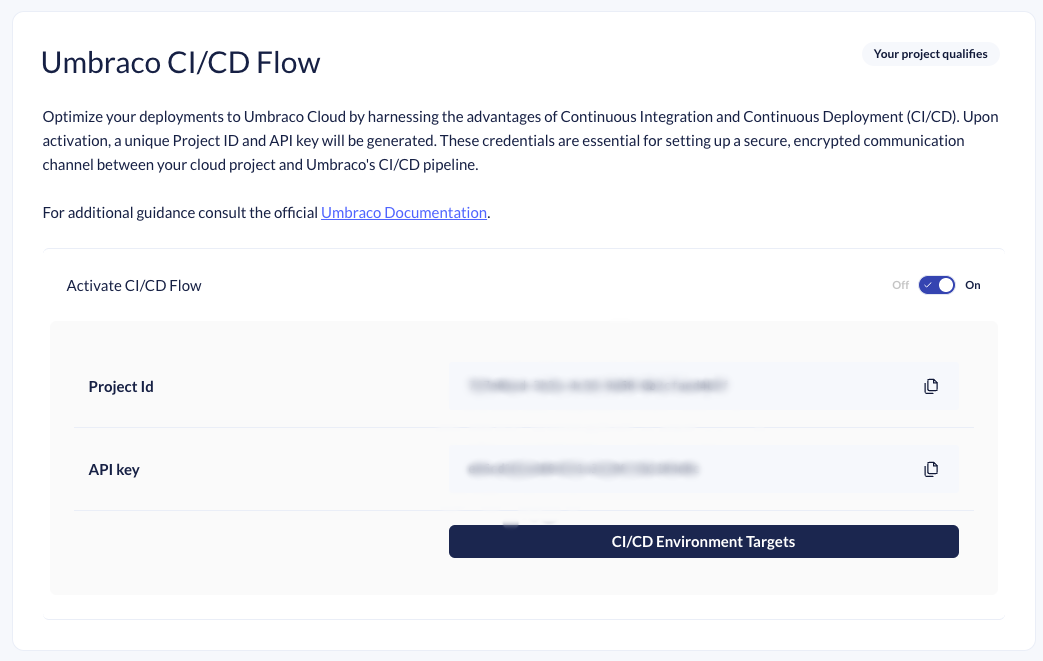 Umbraco CI/CD Flow
Your project qualifies
Optimize your deployments to Umbraco Cloud by harnessing the advantages of Continuous Integration and Continuous Deployment (CI/CD). Upon
activation, a unique Project ID and API key will be generated. These credentials are essential for setting up a secure, encrypted communication
channel between your cloud project and Umbraco's CI/CD pipeline.
For additional guidance consult the official Umbraco Documentation.
Activate CI/CD Flow
Off On
Project Id
API key
CI/CD Environment Targets